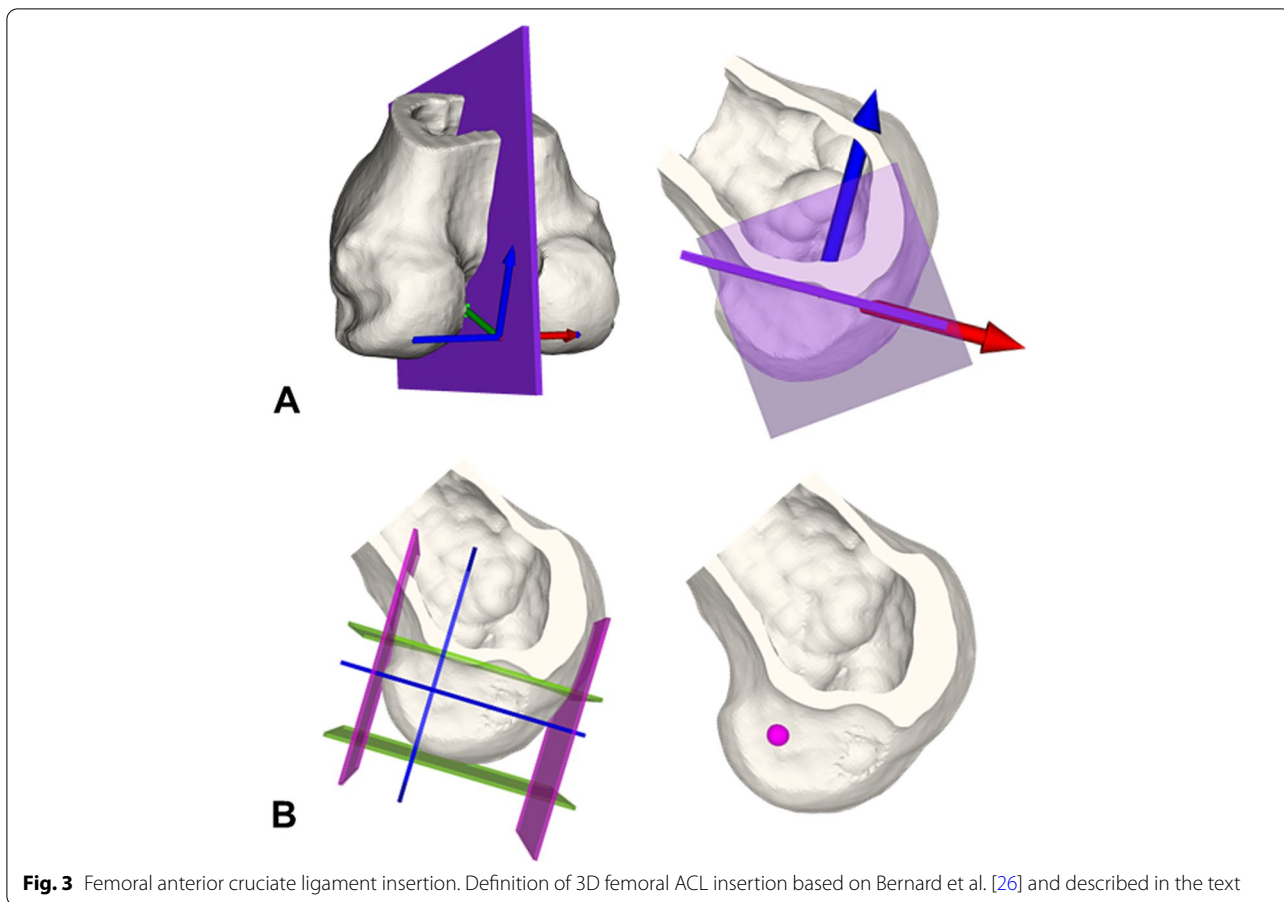 A
B
Fig. 3 Femoral anterior cruciate ligament insertion. Definition of 3D femoral ACL insertion based on Bernard et al. [26] and described in the text